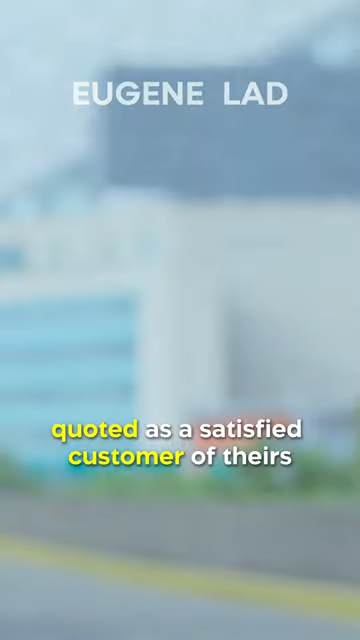 EUGENE LAD
quoted as a satisfied
customer of theirs